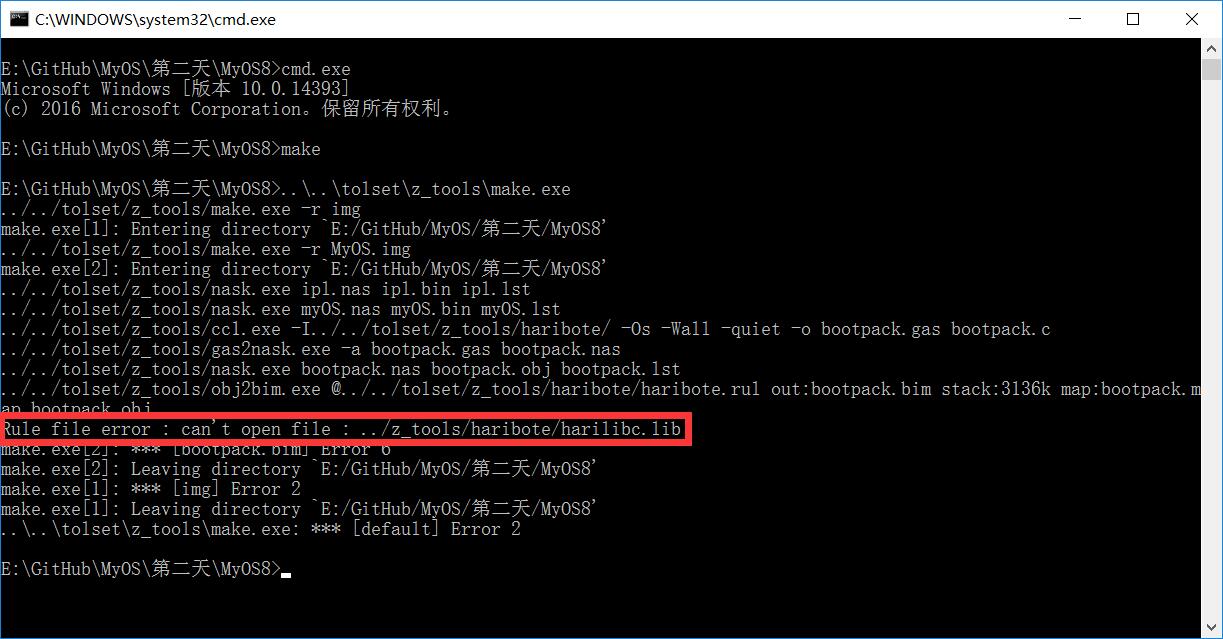 C:\WINDOWS\system32\cmd.exe
E:\GitHub\MyOS\第二天\MyOS8>cmd.exe
Microsoft Windows [版本 10.0.14393]
(c) 2016 Microsoft Corporation。保留所有权利。
E:\GitHub\MyOS\第二天\MyOS8>make
E:\GitHub\MyOS\第二天\MyOS8>..\..\tolset\z_tools\make.exe
../../tolset/z_tools/make.exe -r img
make.exe[1]: Entering directory `E:/GitHub/MyOS/第二天/MyOS8'
../../tolset/z_tools/make.exe -r MyOS.img
make.exe[2]: Entering directory `E:/GitHub/MyOS/第二天/MyOS8'
../../tolset/z_tools/nask.exe ipl.nas ipl.bin ipl.lst
../../tolset/z_tools/nask.exe myOS.nas myOS.bin myOS.lst
../../tolset/z_tools/cc1.exe -I../../tolset/z_tools/haribote/ -Os -Wall -quiet -o bootpack.gas bootpack.c
../../tolset/z_tools/gas2nask.exe -a bootpack.gas bootpack.nas
../../tolset/z_tools/nask.exe bootpack.nas bootpack.obj bootpack.lst
../../tolset/z_tools/obj2bim.exe @../../tolset/z_tools/haribote/haribote.rul out:bootpack.bim stack:3136k map:bootpack.m
ap bootpack.obj
Rule file error : can't open file : ../z_tools/haribote/harilibc.lib
make.exe[2]: *** [bootpack.bim] Error 6
make.exe[2]: Leaving directory `E:/GitHub/MyOS/第二天/MyOS8'
make.exe[1]: *** [img] Error 2
make.exe[1]: Leaving directory `E:/GitHub/MyOS/第二天/MyOS8'
..\..\tolset\z_tools\make.exe: *** [default] Error 2
E:\GitHub\MyOS\第二天\MyOS8>